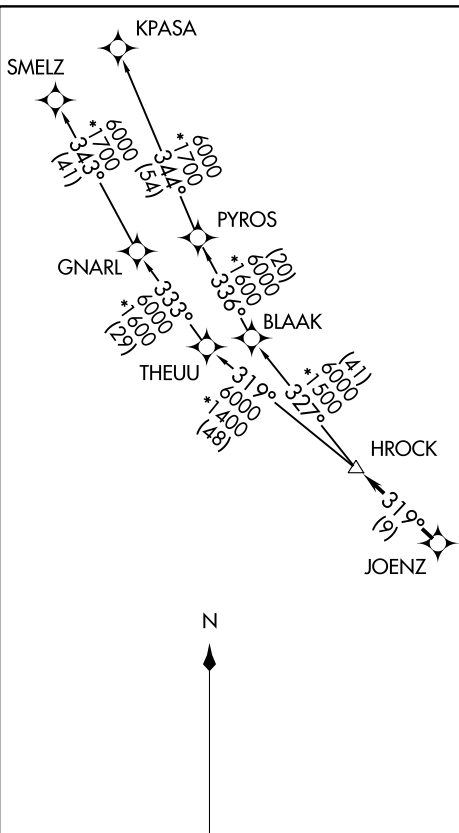 KPASA
SMELZ
6000
*1700
343°
(41)
6000
*1700
344°
(54)
PYROS
GNARL
(20)
6000
*1600
336°
BLAAK
333°
6000
*1600
(29)
THEUU
(41)
6000
*1500
327°
319°
6000
*1400
(48)
HROCK
319°
(9)
JOENZ
N